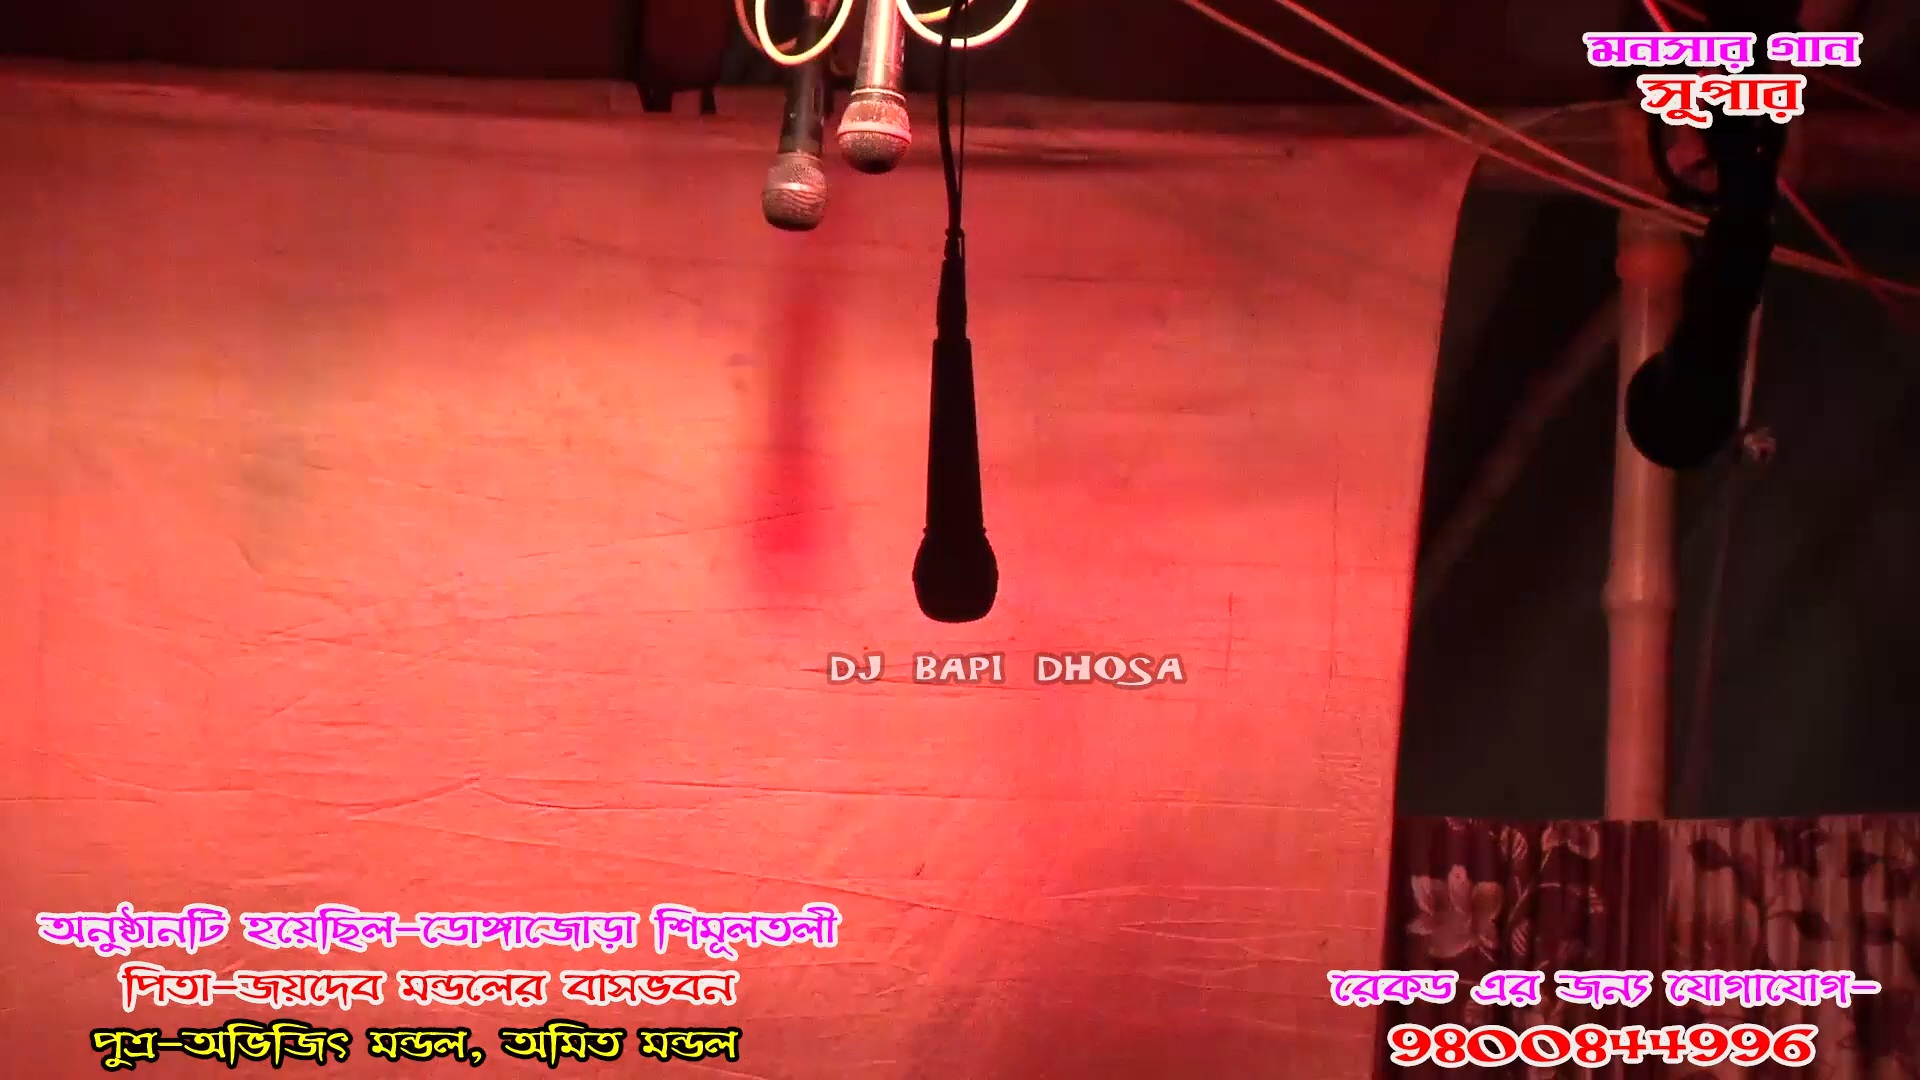 মনসার গান
সুপার
DJ BAPI DHOSA
অনুষ্ঠানটি হয়েছিল-ডোঙ্গাজোড়া শিমূলতলী
পিতা-জয়দেব মন্ডলের বাসভবন
পুত্র-অভিজিৎ মন্ডল, অমিত মন্ডল
রেকড এর জন্য যোগাযোগ-
9800844996